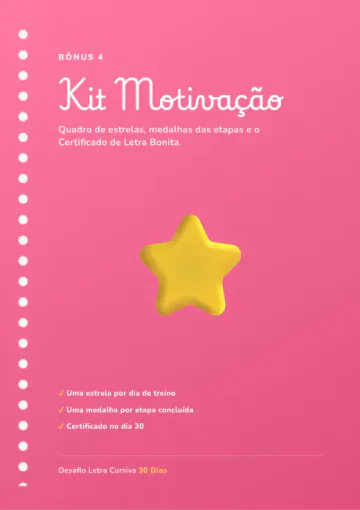 BÔNUS 4
Kit Motivação
Quadro de estrelas, medalhas das etapas e o
Certificado de Letra Bonita.
✓ Uma estrela por dia de treino
✓ Uma medalha por etapa concluída
✓ Certificado no dia 30
Desafio Letra Cursiva 30 Dias